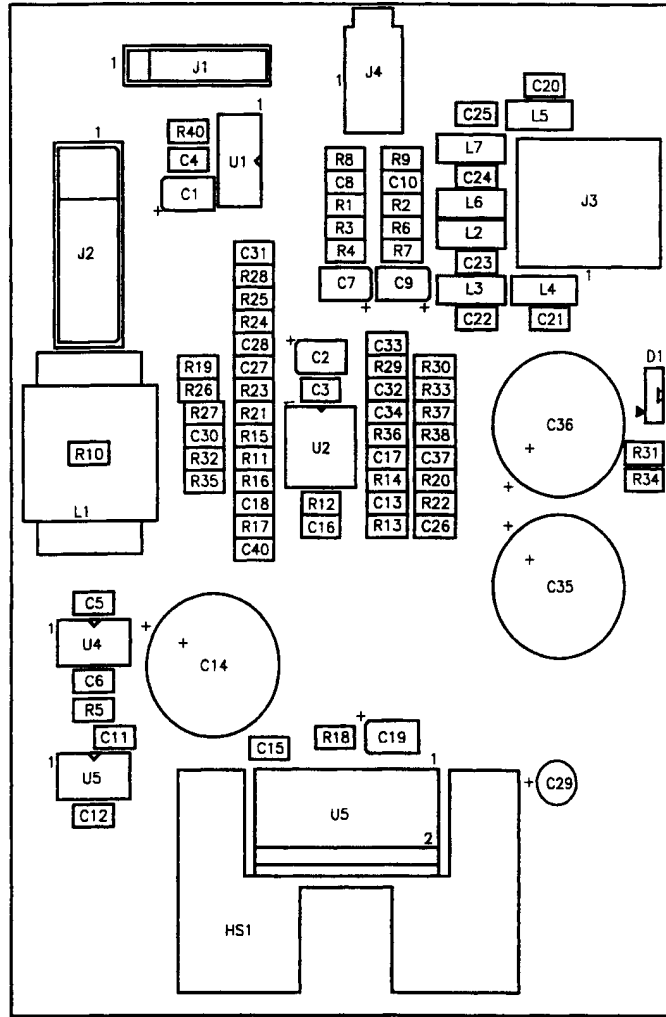 1 J1
1 J4
C20
C25 L5
R40 1
C4 U1
C1
+
R8 R9
C8 C10
R1 R2
R3 R6
R4 R7
C7 C9
+ +
L7
C24
L6
L2
C23
L3 L4
C22 C21
J3
1
1
J2
C31
R28
R25
R24
C28
C27
R23
R21
R15
R11
R16
C18
R17
C40
R19
R26
R27
C30
R32
R35
+
C2
C3
1
U2
R12
C16
C33
R29
C32
C34
R36
C17
R14
C13
R13
R30
R33
R37
R38
C37
R20
R22
C26
D1
C36
+
+
R31
R34
+
+
C35
R10
L1
C5
1 U4
C6
R5
C11
1
U5
C12
+
+
C14
C15 R18 + C19
1
U5
2
HS1
+ C29